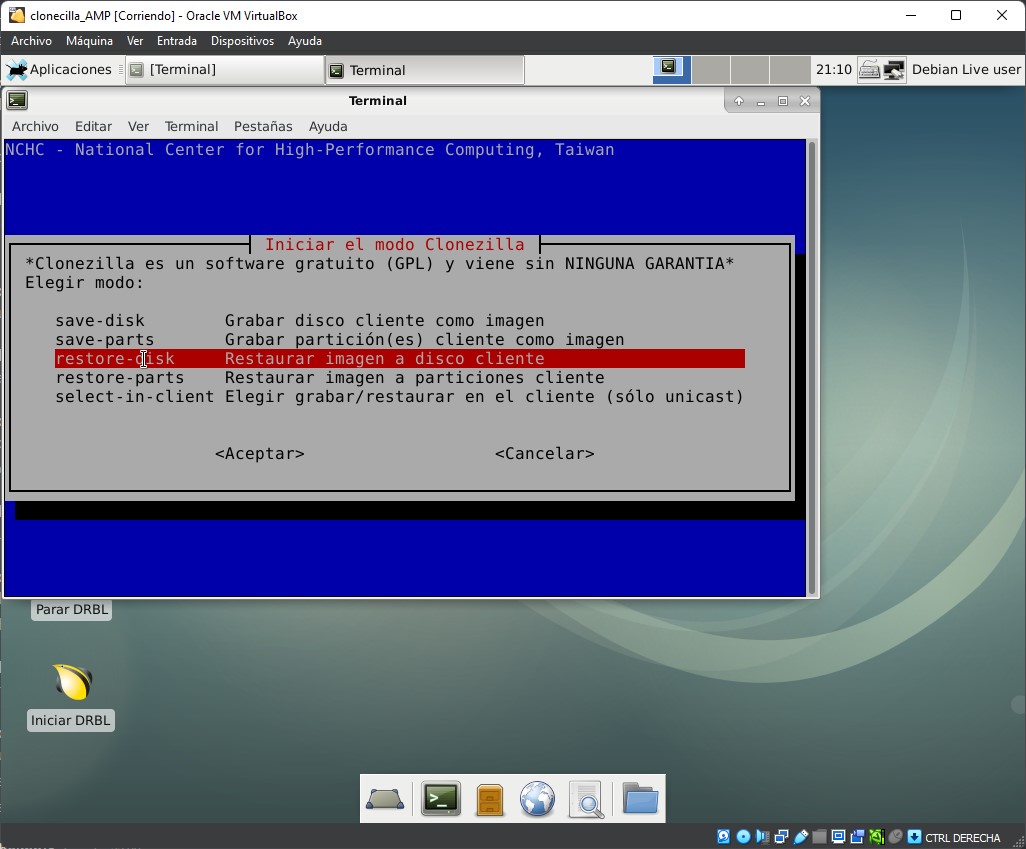 clonecilla_AMP [Corriendo] - Oracle VM VirtualBox
Archivo Máquina Ver Entrada Dispositivos Ayuda
Aplicaciones [Terminal] Terminal 21:10 Debian Live user
Terminal
Archivo Editar Ver Terminal Pestañas Ayuda
NCHC - National Center for High-Performance Computing, Taiwan
Iniciar el modo Clonezilla
*Clonezilla es un software gratuito (GPL) y viene sin NINGUNA GARANTIA*
Elegir modo:
save-disk Grabar disco cliente como imagen
save-parts Grabar partición(es) cliente como imagen
restore-disk Restaurar imagen a disco cliente
restore-parts Restaurar imagen a particiones cliente
select-in-client Elegir grabar/restaurar en el cliente (sólo unicast)
<Aceptar> <Cancelar>
Parar DRBL
Iniciar DRBL
CTRL DERECHA